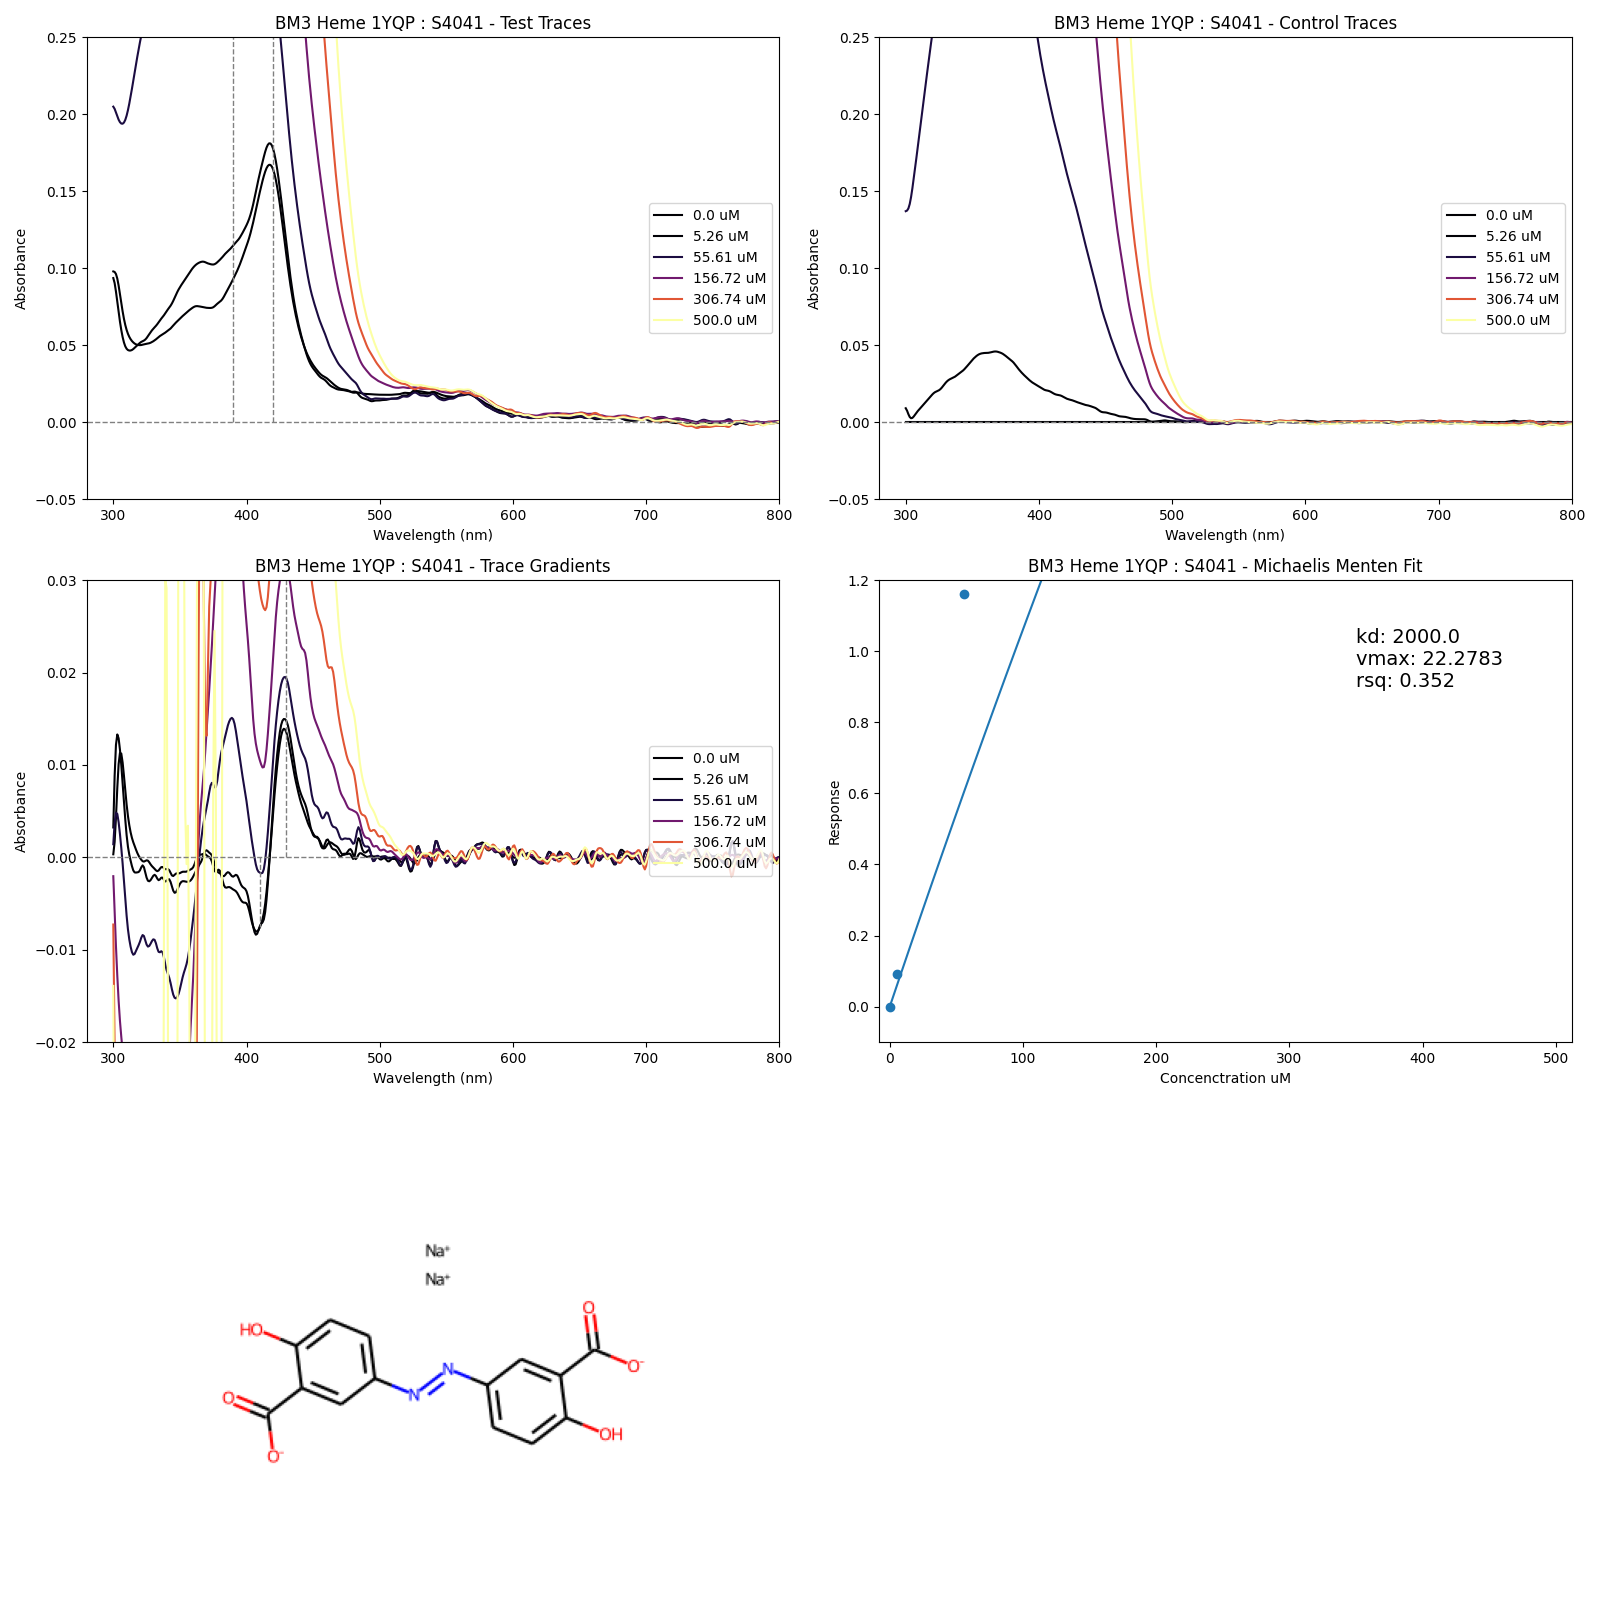 BM3 Heme 1YQP : S4041 - Test Traces
Absorbance
0.25
0.20
0.15
0.10
0.05
0.00
−0.05
0.0 uM
5.26 uM
55.61 uM
156.72 uM
306.74 uM
500.0 uM
300 400 500 600 700 800
Wavelength (nm)
BM3 Heme 1YQP : S4041 - Control Traces
Absorbance
0.25
0.20
0.15
0.10
0.05
0.00
−0.05
0.0 uM
5.26 uM
55.61 uM
156.72 uM
306.74 uM
500.0 uM
300 400 500 600 700 800
Wavelength (nm)
BM3 Heme 1YQP : S4041 - Trace Gradients
Absorbance
0.03
0.02
0.01
0.00
−0.01
−0.02
0.0 uM
5.26 uM
55.61 uM
156.72 uM
306.74 uM
500.0 uM
300 400 500 600 700 800
Wavelength (nm)
BM3 Heme 1YQP : S4041 - Michaelis Menten Fit
Response
1.2
1.0
0.8
0.6
0.4
0.2
0.0
kd: 2000.0
vmax: 22.2783
rsq: 0.352
0 100 200 300 400 500
Concenctration uM
Na⁺
Na⁺
HO
O
O⁻
N
N
O
O⁻
OH